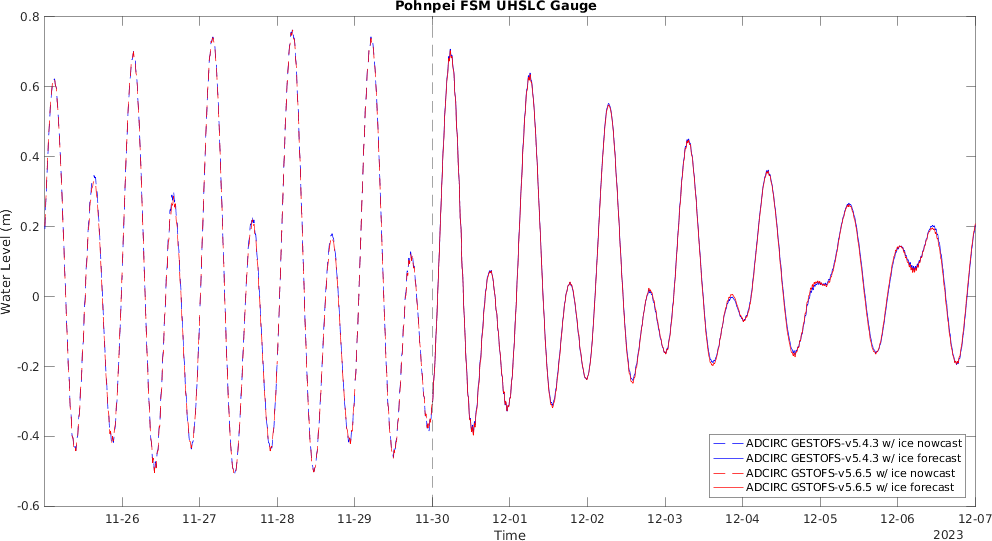 Pohnpei FSM UHSLC Gauge
0.8
0.6
0.4
0.2
0
-0.2
-0.4
-0.6
Water Level (m)
ADCIRC GESTOFS-v5.4.3 w/ ice nowcast
ADCIRC GESTOFS-v5.4.3 w/ ice forecast
ADCIRC GSTOFS-v5.6.5 w/ ice nowcast
ADCIRC GSTOFS-v5.6.5 w/ ice forecast
11-26 11-27 11-28 11-29 11-30 12-01 12-02 12-03 12-04 12-05 12-06 12-07
Time
2023